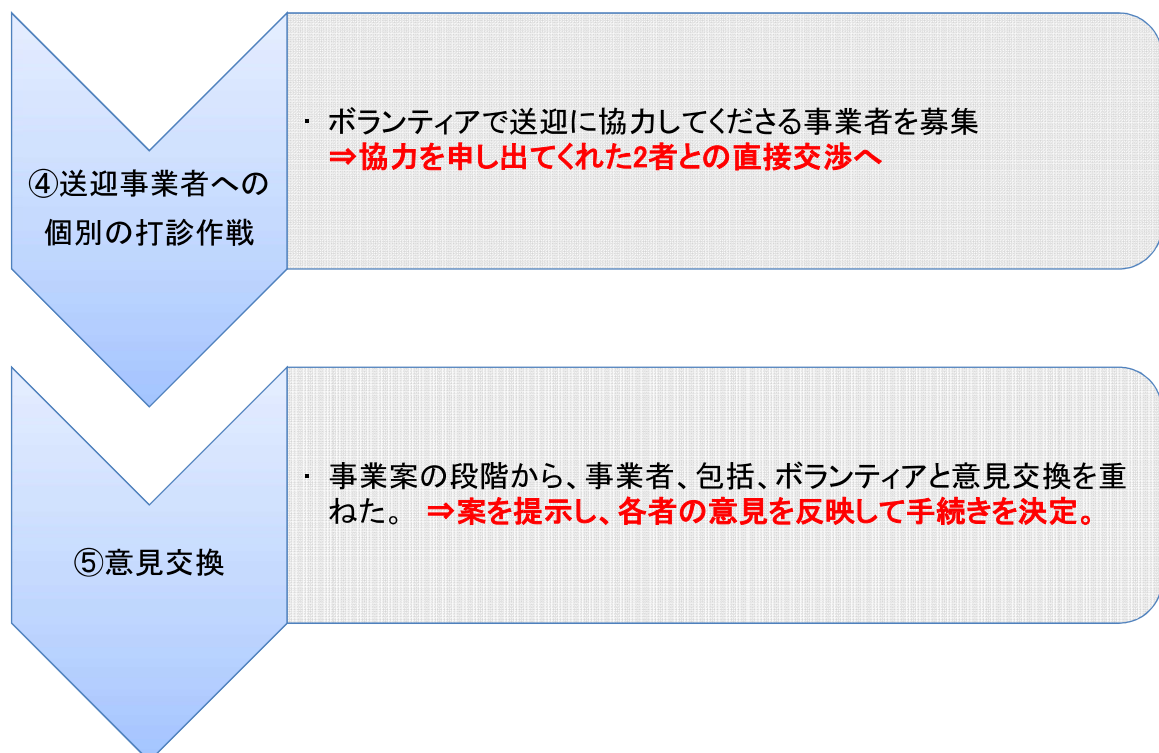 ④送迎事業者への
個別の打診作戦
・ ボランティアで送迎に協力してくださる事業者を募集
⇒協力を申し出てくれた2者との直接交渉へ
⑤意見交換
・ 事業案の段階から、事業者、包括、ボランティアと意見交換を重
ねた。 ⇒案を提示し、各者の意見を反映して手続きを決定。